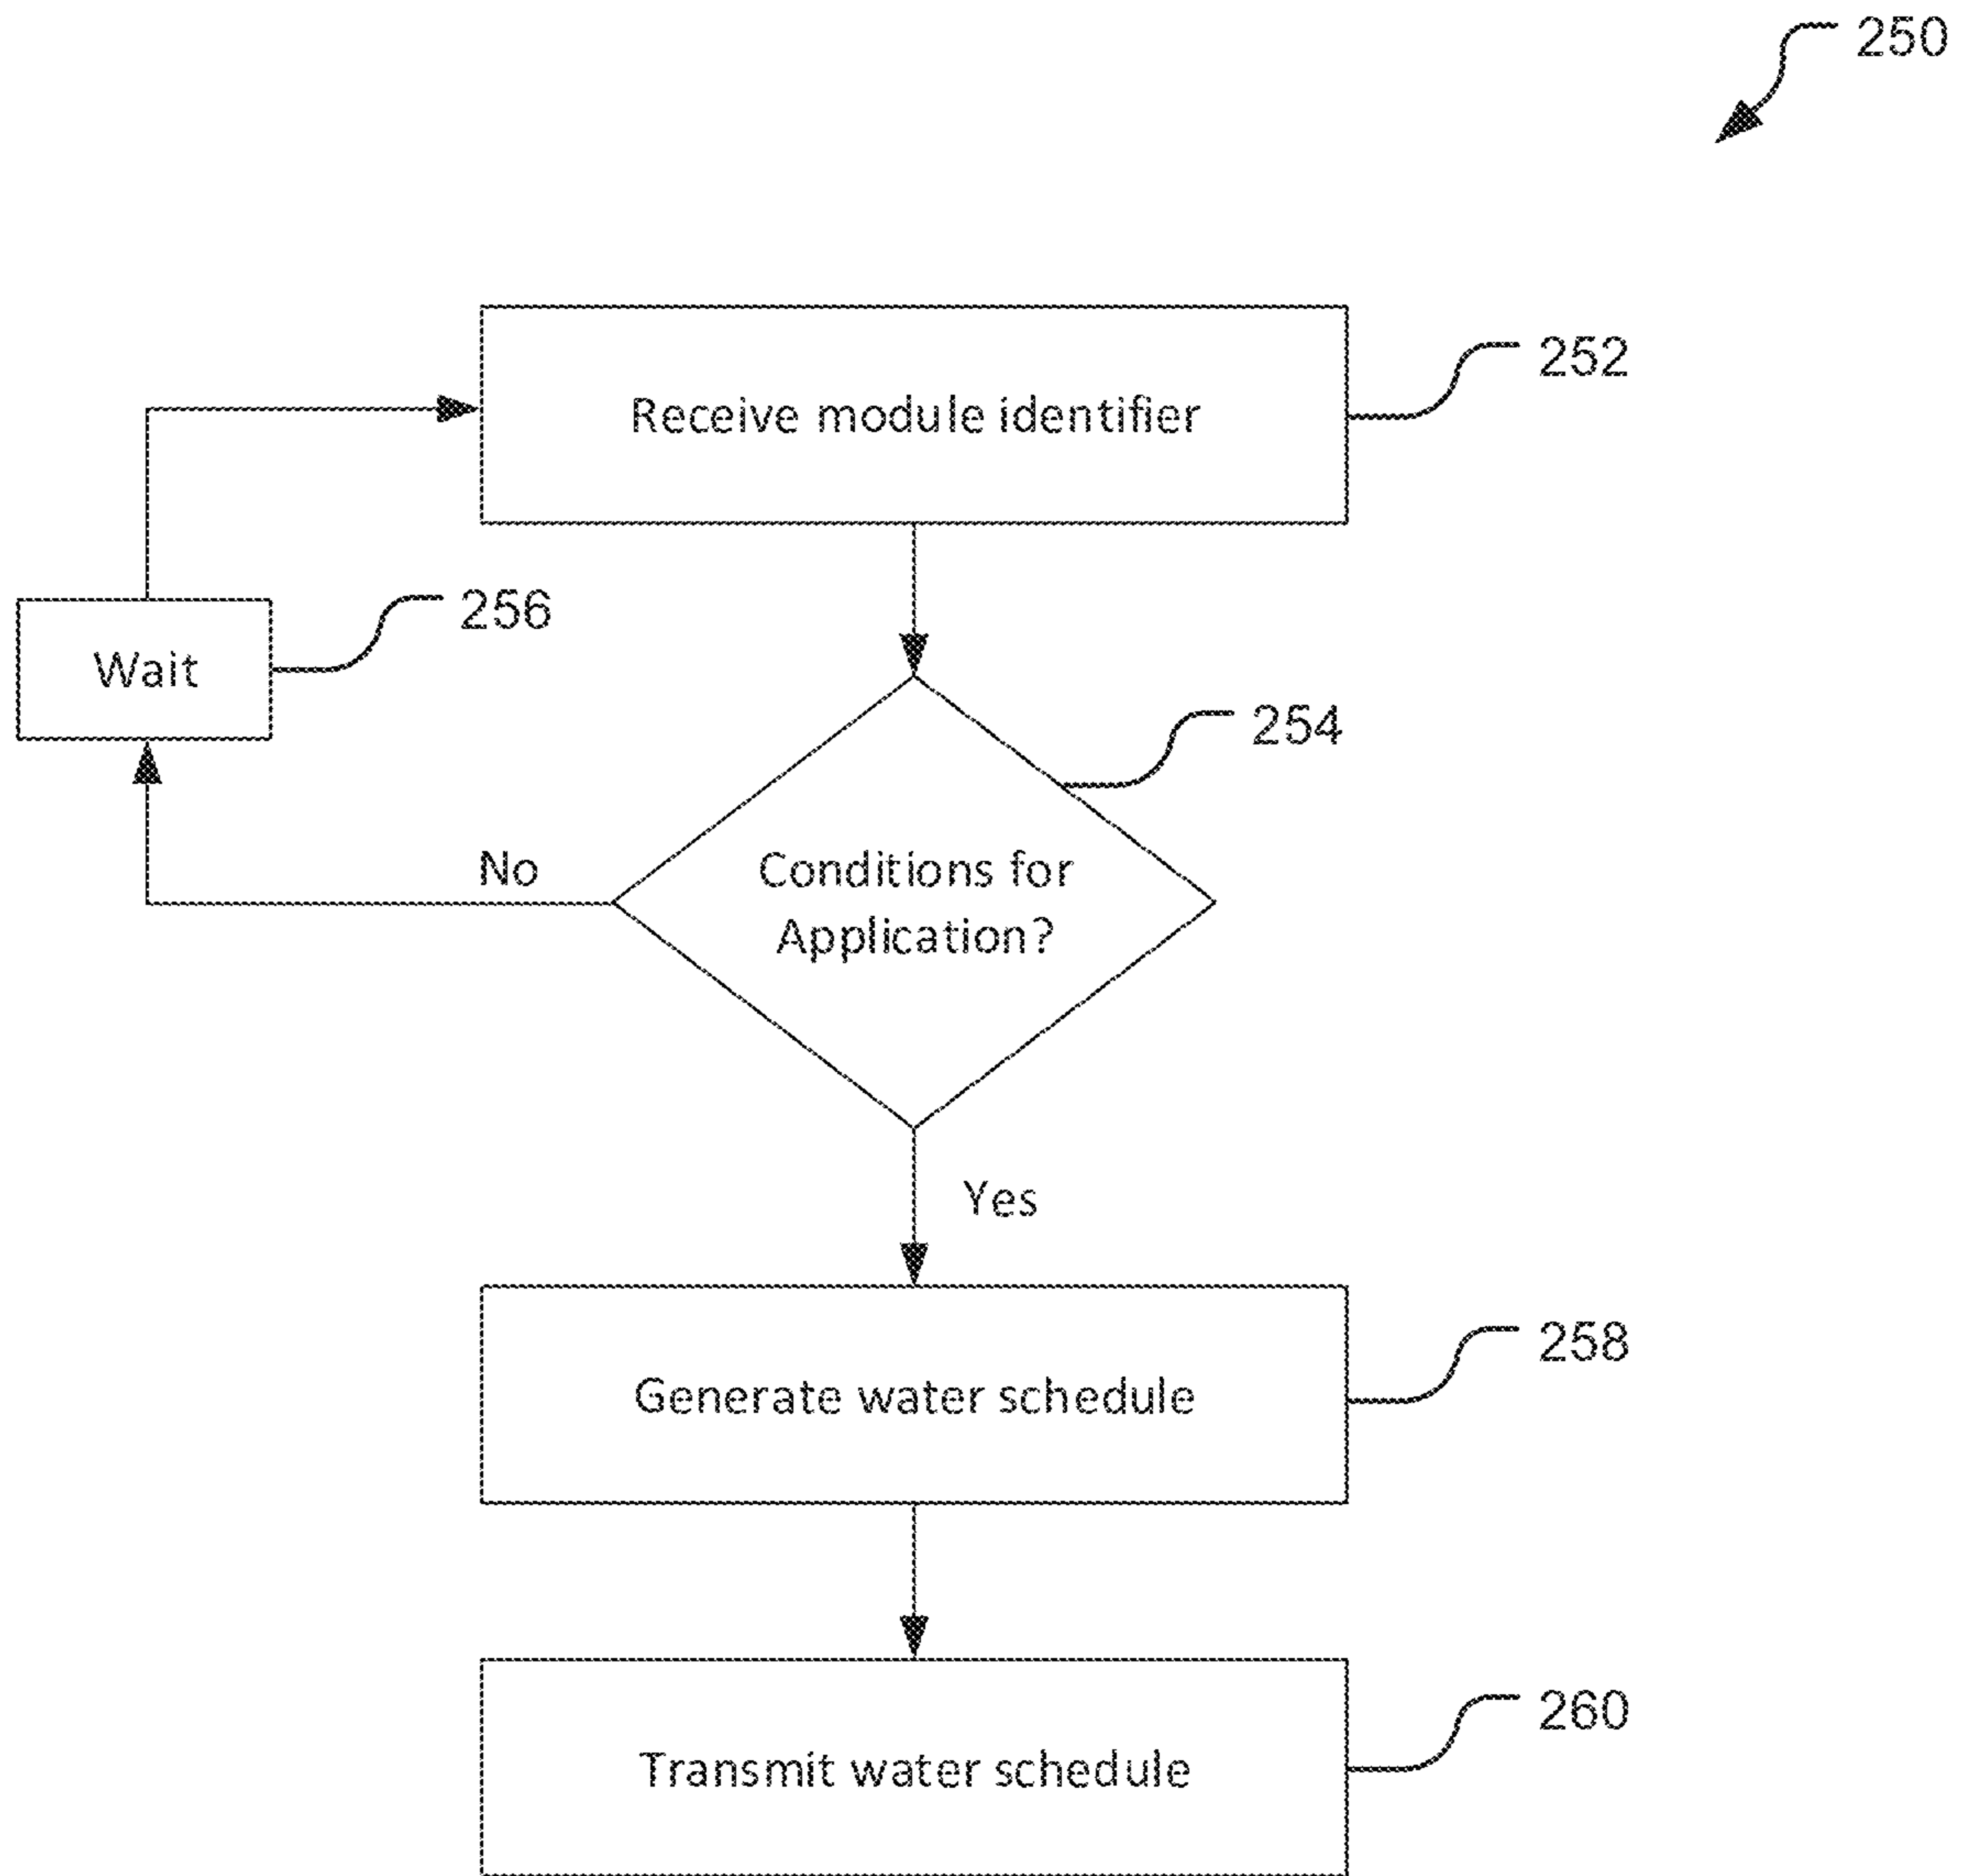 250
Receive module identifier
252
Wait
256
254
Conditions for
Application?
No
Yes
Generate water schedule
258
Transmit water schedule
260